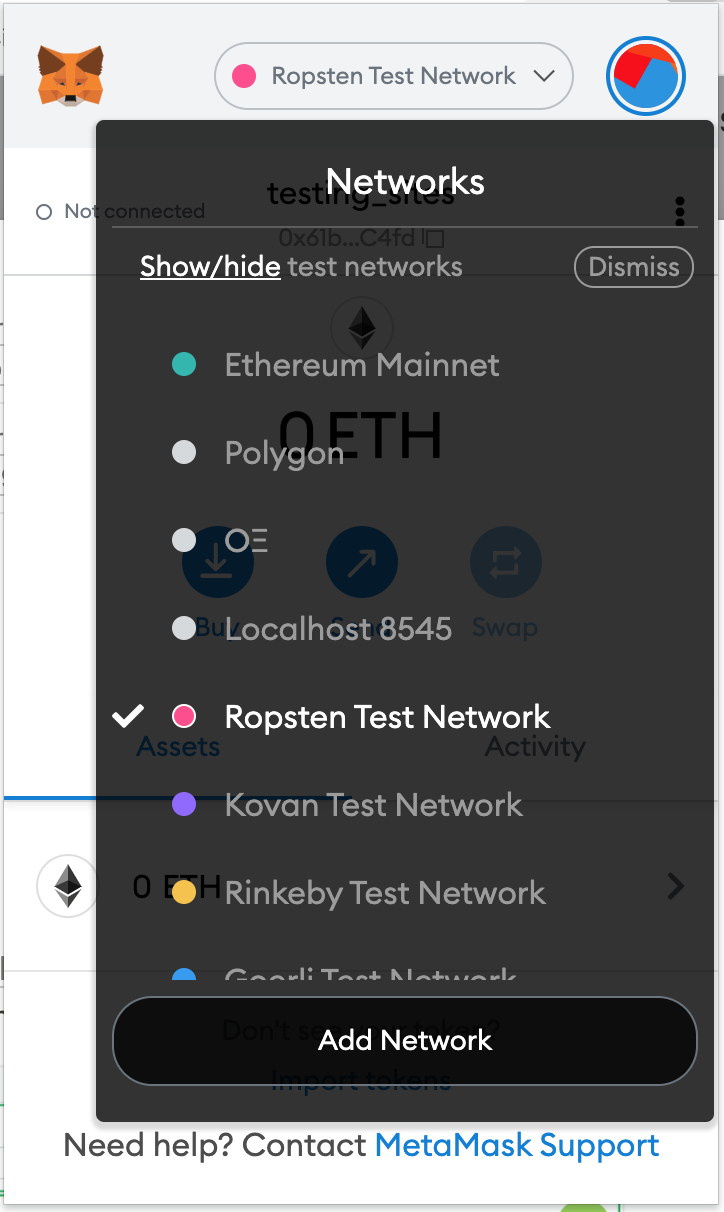 Ropsten Test Network
Networks
testing_sites
Not connected
0x61b...C4fd
Show/hide test networks
Dismiss
Ethereum Mainnet
0 ETH
Polygon
Localhost 8545
Buy
Send
Swap
Ropsten Test Network
Assets
Activity
Kovan Test Network
0 ETH
Rinkeby Test Network
Goerli Test Network
Don't see your token?
Add Network
Import tokens
Need help? Contact MetaMask Support